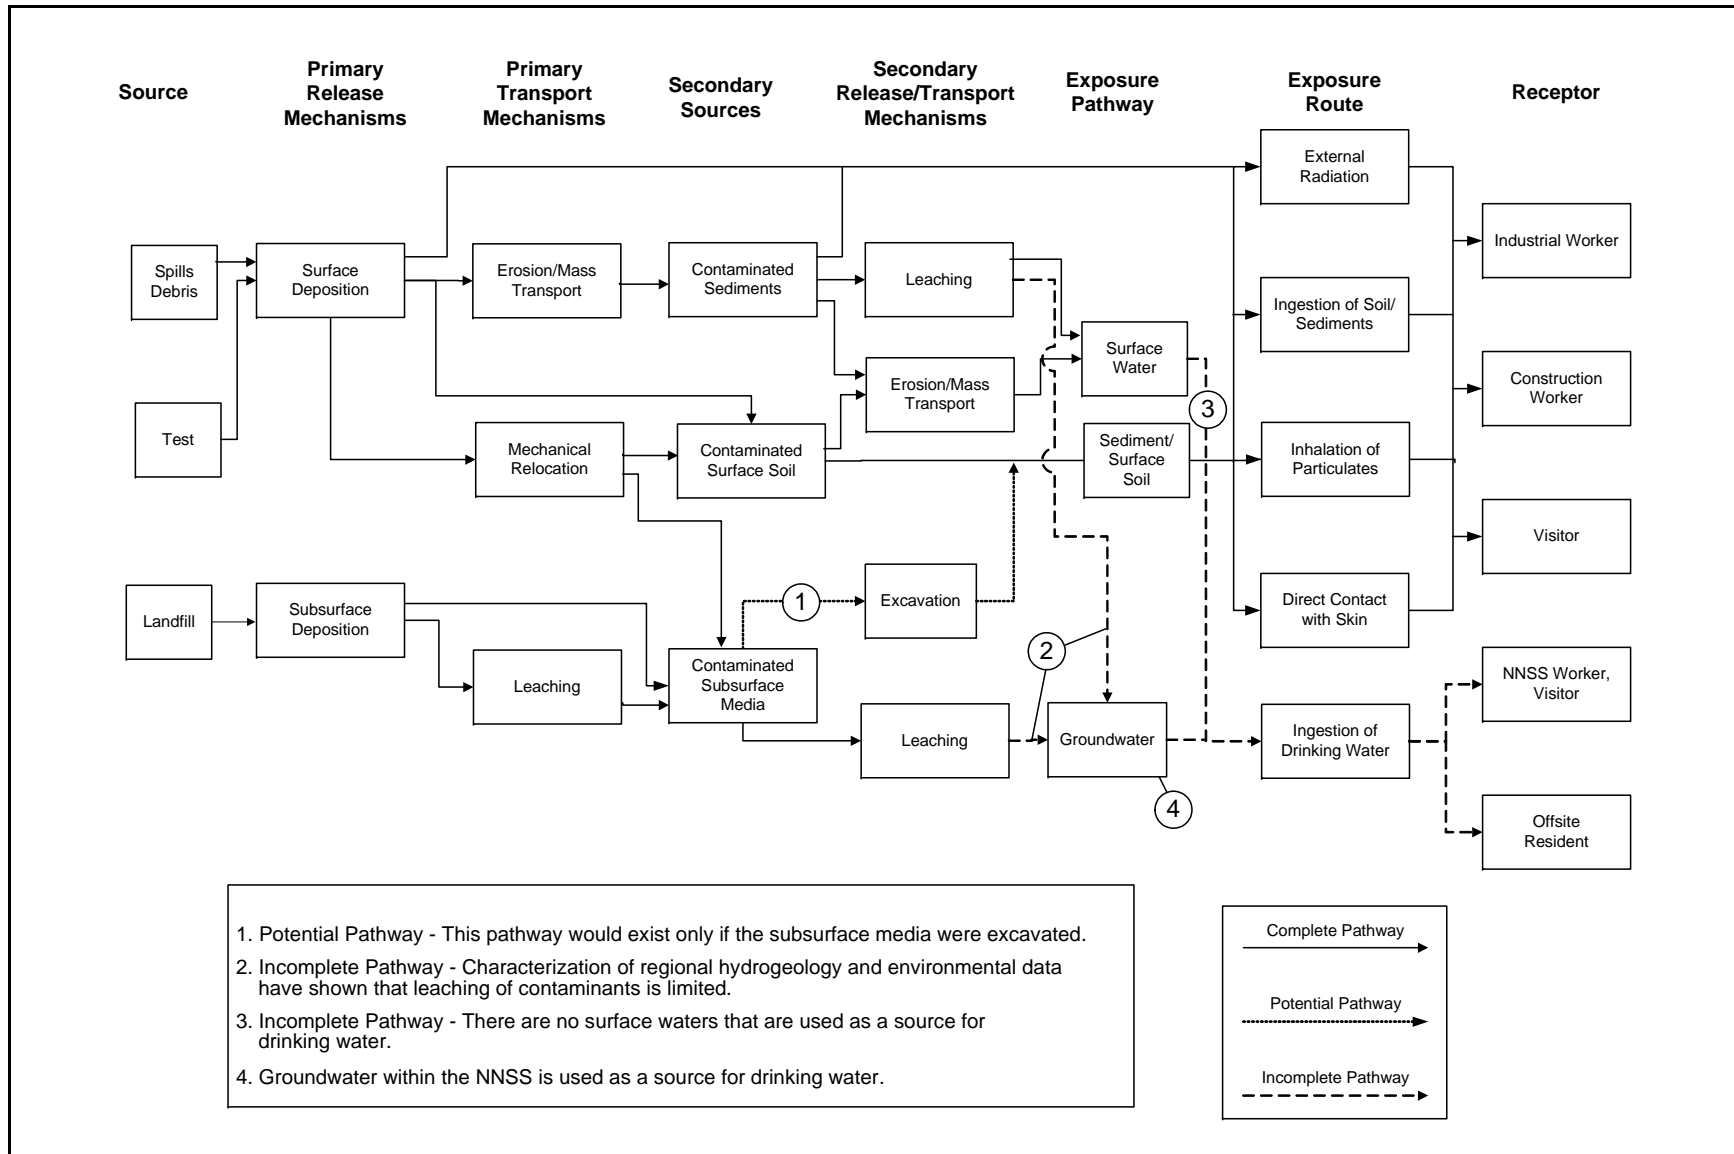 Source
Primary
Release
Mechanisms
Primary
Transport
Mechanisms
Secondary
Sources
Secondary
Release/Transport
Mechanisms
Exposure
Pathway
Exposure
Route
Receptor
External
Radiation
Spills
Debris
Surface
Deposition
Erosion/Mass
Transport
Contaminated
Sediments
Leaching
Industrial Worker
Ingestion of Soil/
Sediments
Surface
Water
Erosion/Mass
Transport
Construction
Worker
3
Test
Mechanical
Relocation
Contaminated
Surface Soil
Sediment/
Surface
Soil
Inhalation of
Particulates
Visitor
Landfill
Subsurface
Deposition
1
Excavation
Direct Contact
with Skin
2
Leaching
Contaminated
Subsurface
Media
NNSS Worker,
Visitor
Leaching
Groundwater
Ingestion of
Drinking Water
4
Offsite
Resident
1. Potential Pathway - This pathway would exist only if the subsurface media were excavated.
2. Incomplete Pathway - Characterization of regional hydrogeology and environmental data
have shown that leaching of contaminants is limited.
3. Incomplete Pathway - There are no surface waters that are used as a source for
drinking water.
4. Groundwater within the NNSS is used as a source for drinking water.
Complete Pathway
Potential Pathway
Incomplete Pathway